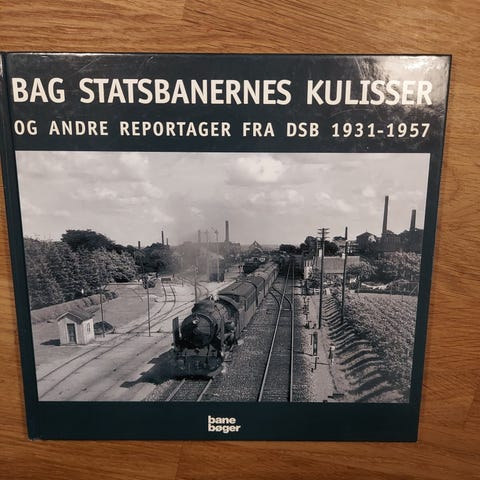 BAG STATSBANERNES KULISSER
OG ANDRE REPORTAGER FRA DSB 1931-1957
bane
bøger